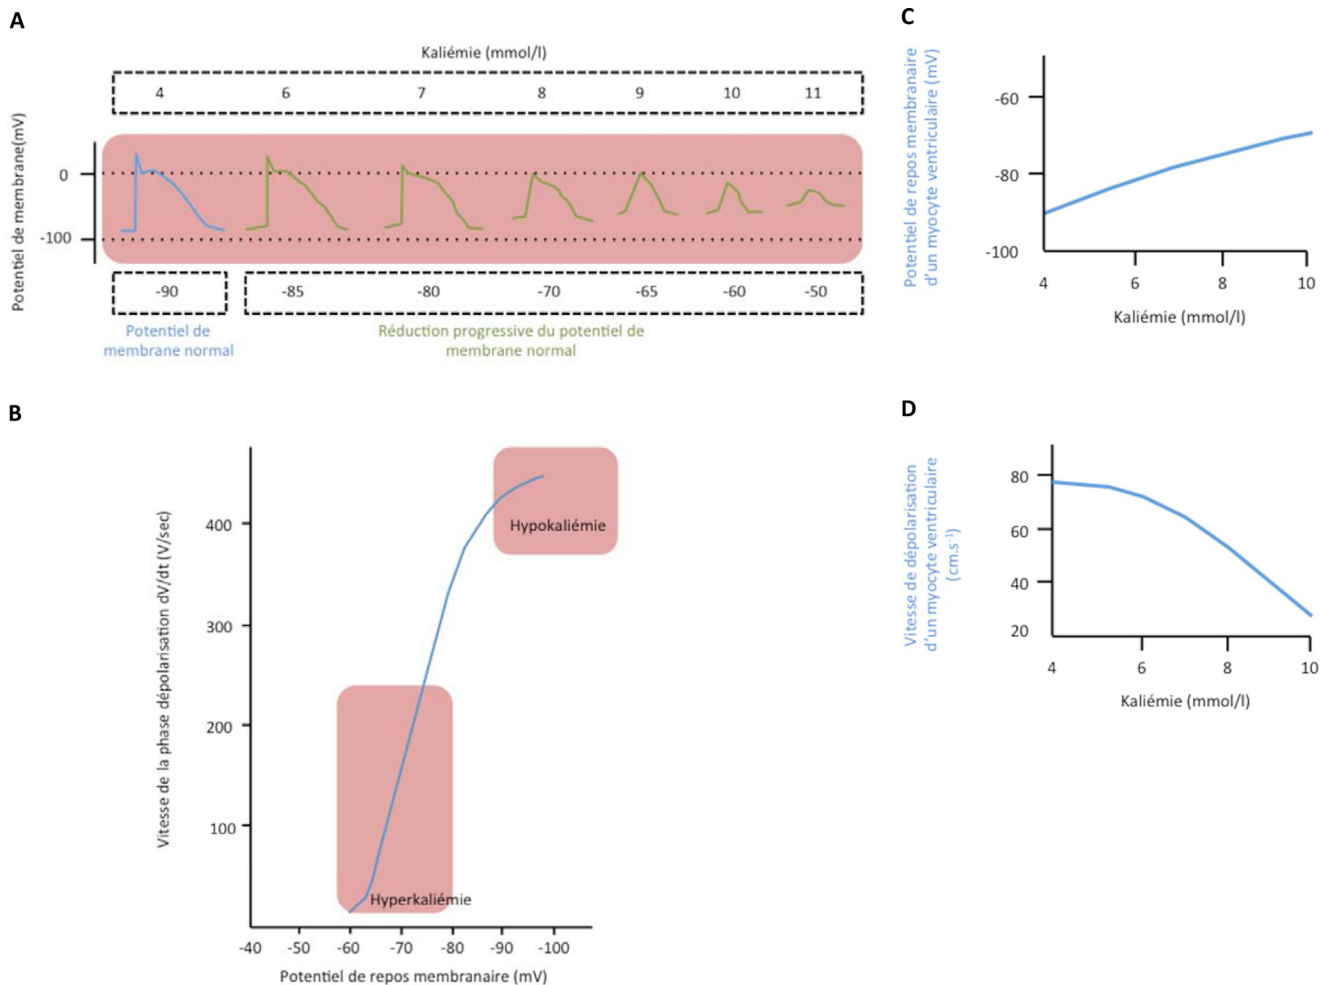 A
Kaliémie (mmol/l)
4 6 7 8 9 10 11
Potentiel de membrane(mV)
0
-100
-90 -85 -80 -70 -65 -60 -50
Potentiel de
membrane normal
Réduction progressive du potentiel de
membrane normal
B
Vitesse de la phase dépolarisation dV/dt (V/sec)
400
300
200
100
Hypokaliémie
Hyperkaliémie
-40 -50 -60 -70 -80 -90 -100
Potentiel de repos membranaire (mV)
C
Potentiel de repos membranaire
d'un myocyte ventriculaire (mV)
-60
-80
-100
4 6 8 10
Kaliémie (mmol/l)
D
Vitesse de dépolarisation
d'un myocyte ventriculaire
(cm.s⁻¹)
80
60
40
20
4 6 8 10
Kaliémie (mmol/l)